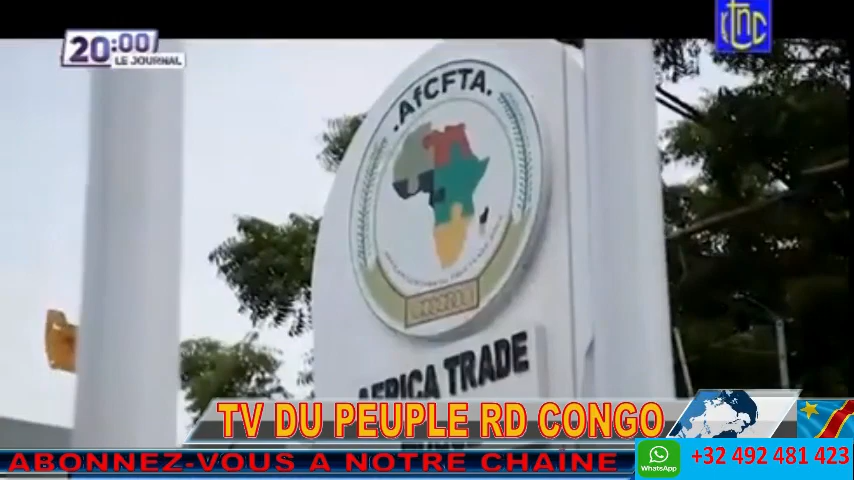 20:00
LE JOURNAL
rtnc
.AfCFTA.
AFRICA TRADE
TV DU PEUPLE RD CONGO
ABONNEZ-VOUS A NOTRE CHAINE
WhatsApp
+32 492 481 423